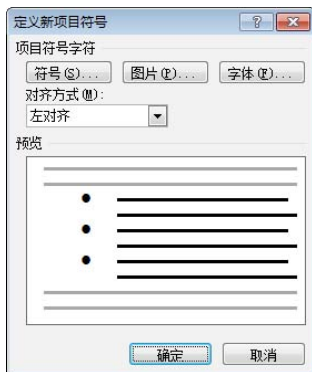 定义新项目符号
项目符号字符
符号(S)... 图片(P)... 字体(F)...
对齐方式(M):
左对齐
预览
确定 取消